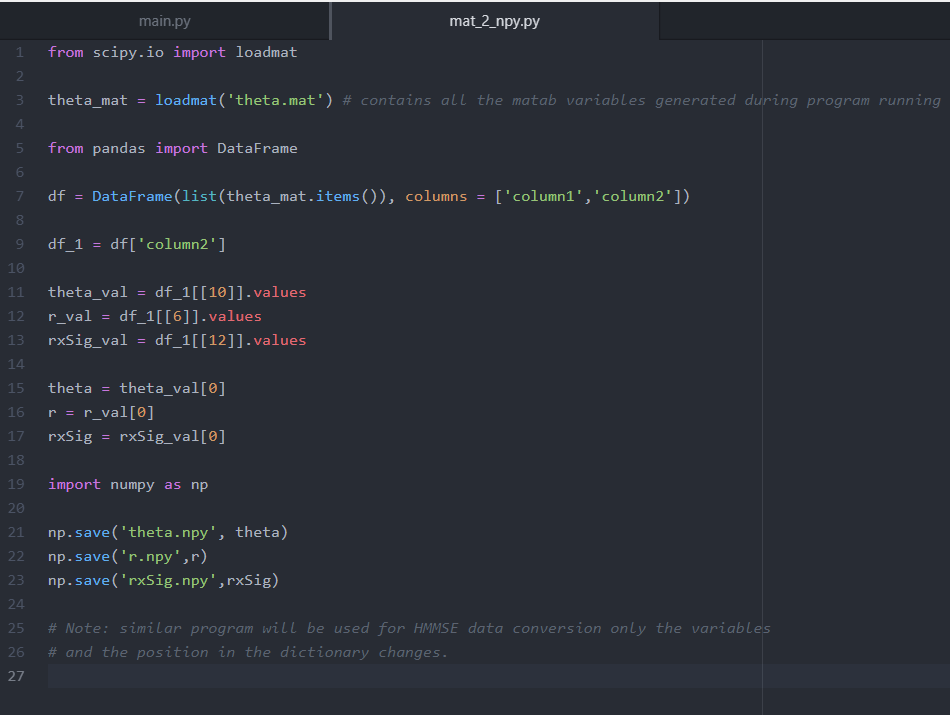 main.py
mat_2_npy.py
1 from scipy.io import loadmat
2
3 theta_mat = loadmat('theta.mat') # contains all the matab variables generated during program running
4
5 from pandas import DataFrame
6
7 df = DataFrame(list(theta_mat.items()), columns = ['column1','column2'])
8
9 df_1 = df['column2']
10
11 theta_val = df_1[[10]].values
12 r_val = df_1[[6]].values
13 rxSig_val = df_1[[12]].values
14
15 theta = theta_val[0]
16 r = r_val[0]
17 rxSig = rxSig_val[0]
18
19 import numpy as np
20
21 np.save('theta.npy', theta)
22 np.save('r.npy',r)
23 np.save('rxSig.npy',rxSig)
24
25 # Note: similar program will be used for HMMSE data conversion only the variables
26 # and the position in the dictionary changes.
27